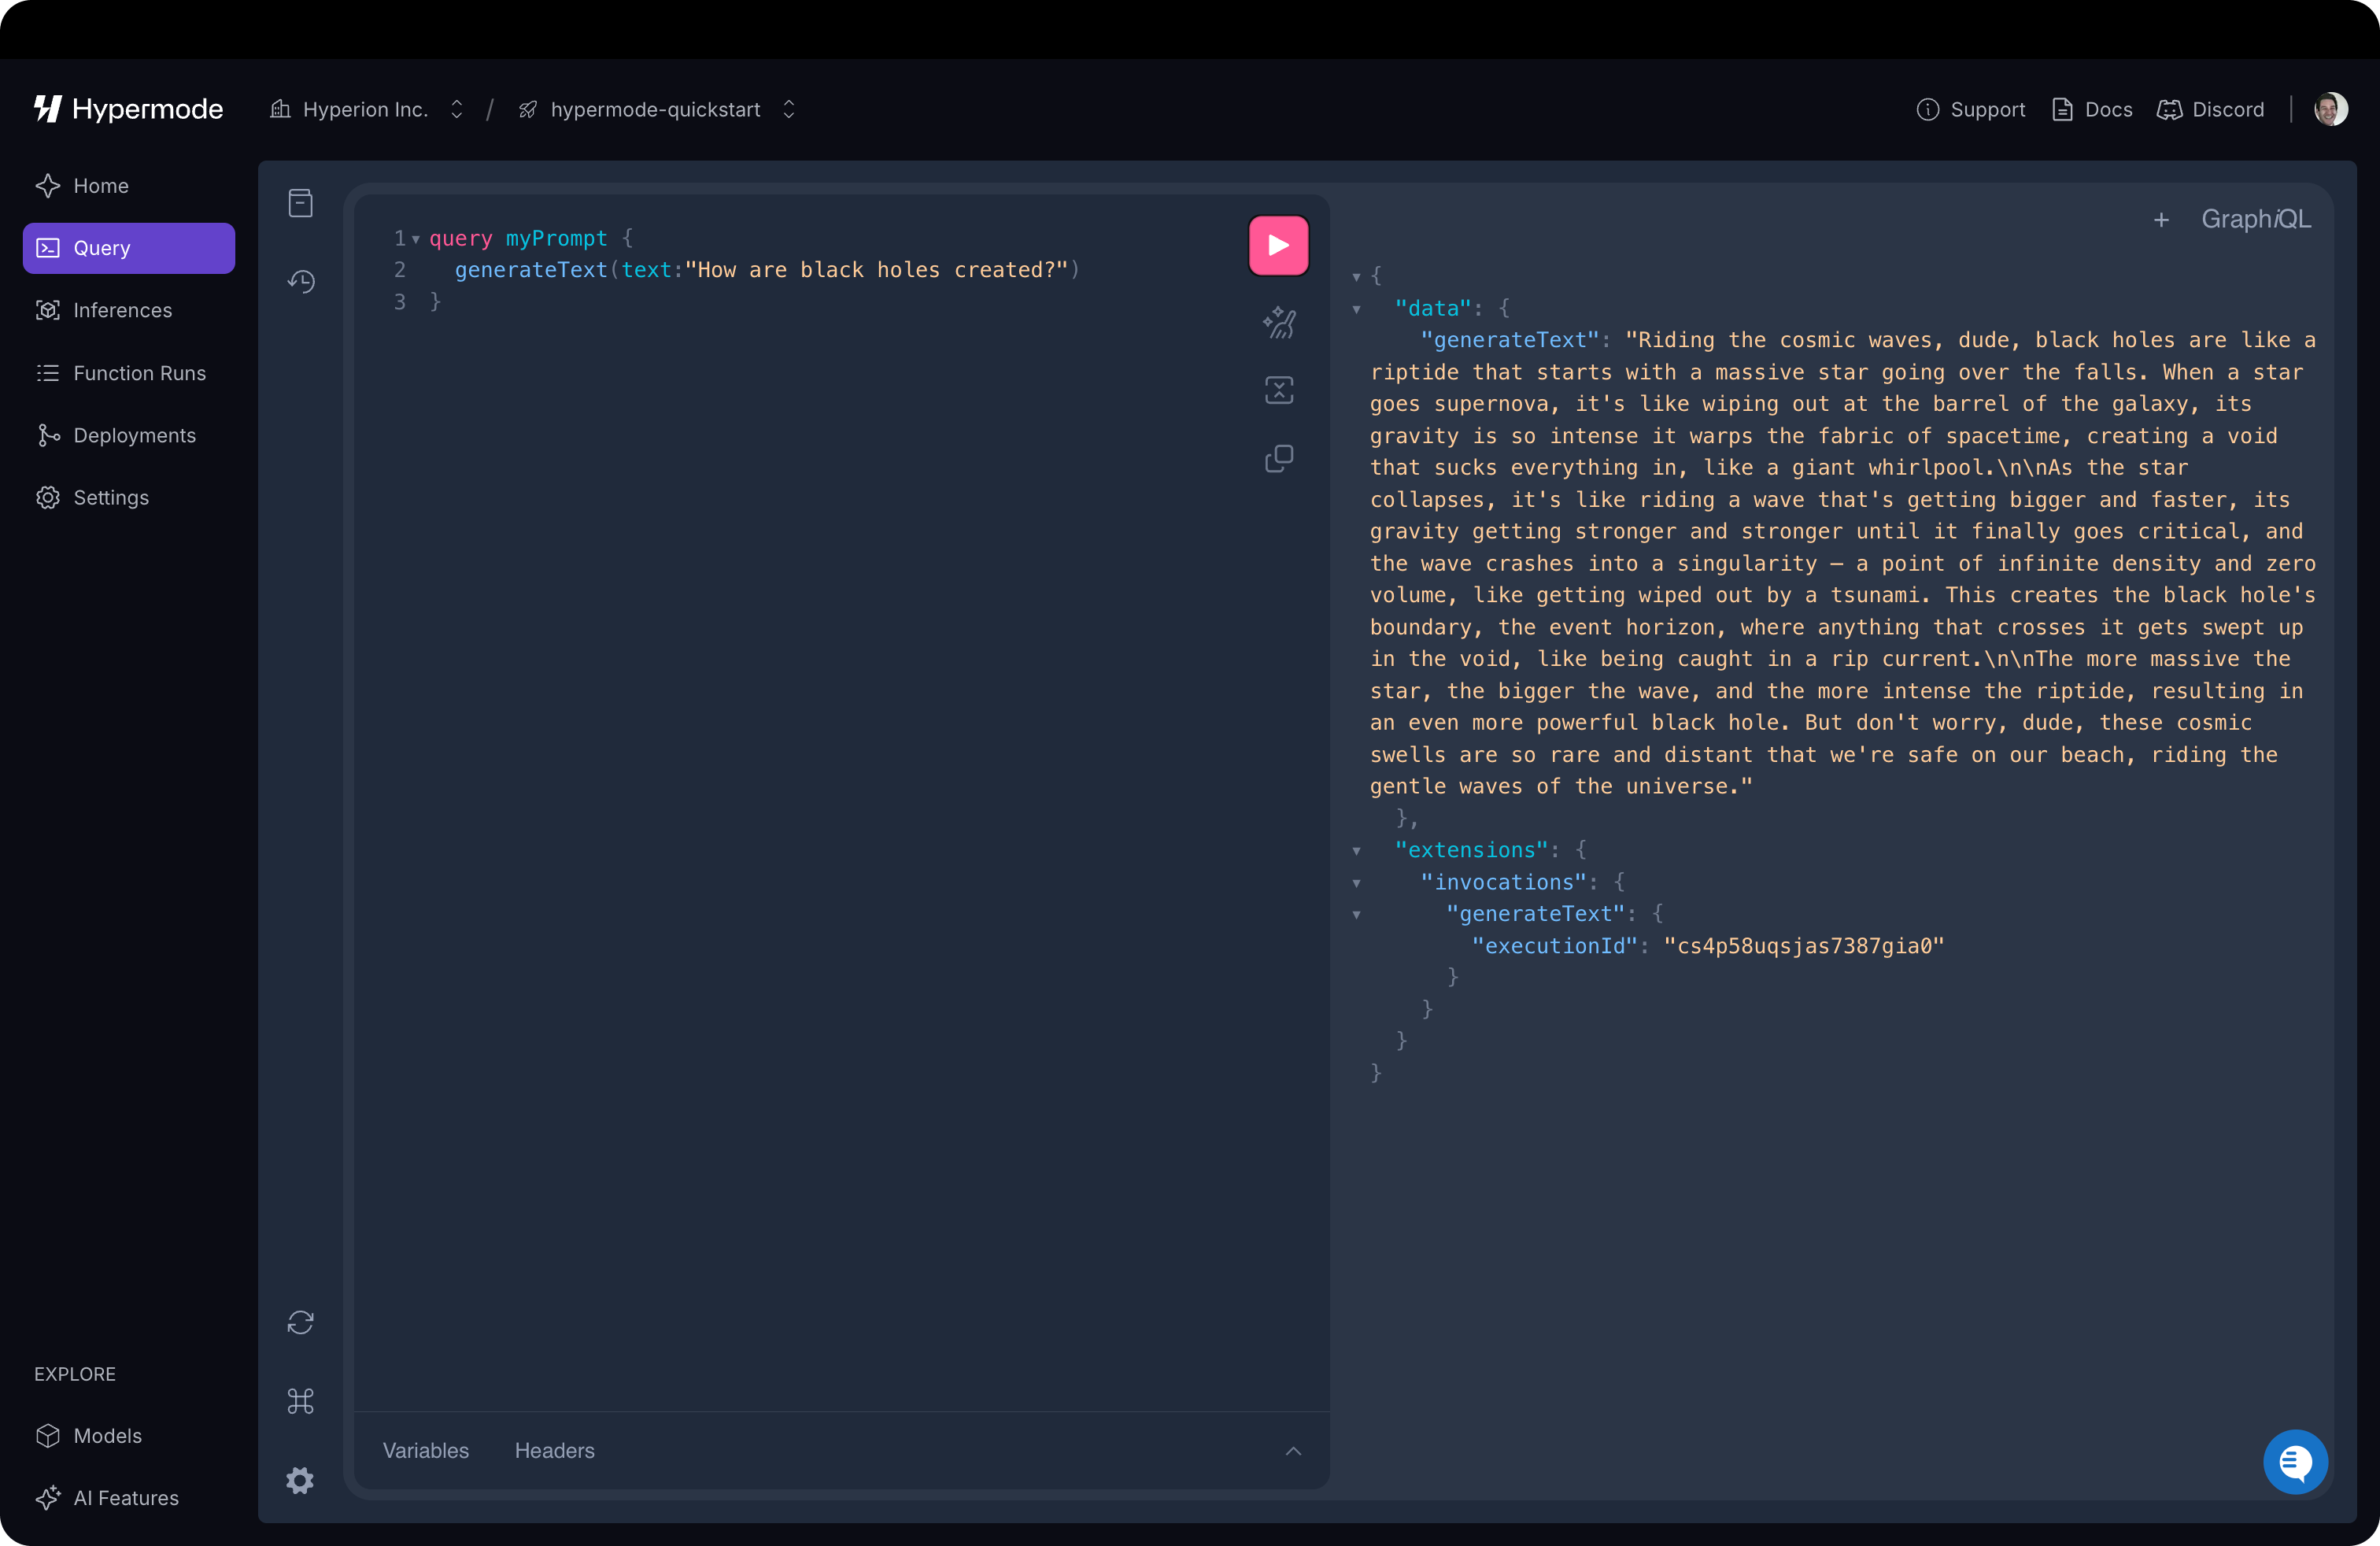 Hypermode
Hyperion Inc. / hypermode-quickstart
Support
Docs
Discord
Home
Query
Inferences
Function Runs
Deployments
Settings
EXPLORE
Models
AI Features
1 query myPrompt {
2   generateText(text:"How are black holes created?")
3 }
Variables Headers
+ GraphiQL
{
  "data": {
    "generateText": "Riding the cosmic waves, dude, black holes are like a
riptide that starts with a massive star going over the falls. When a star
goes supernova, it's like wiping out at the barrel of the galaxy, its
gravity is so intense it warps the fabric of spacetime, creating a void
that sucks everything in, like a giant whirlpool.\n\nAs the star
collapses, it's like riding a wave that's getting bigger and faster, its
gravity getting stronger and stronger until it finally goes critical, and
the wave crashes into a singularity — a point of infinite density and zero
volume, like getting wiped out by a tsunami. This creates the black hole's
boundary, the event horizon, where anything that crosses it gets swept up
in the void, like being caught in a rip current.\n\nThe more massive the
star, the bigger the wave, and the more intense the riptide, resulting in
an even more powerful black hole. But don't worry, dude, these cosmic
swells are so rare and distant that we're safe on our beach, riding the
gentle waves of the universe."
  },
  "extensions": {
    "invocations": {
      "generateText": {
        "executionId": "cs4p58uqsjas7387gia0"
      }
    }
  }
}